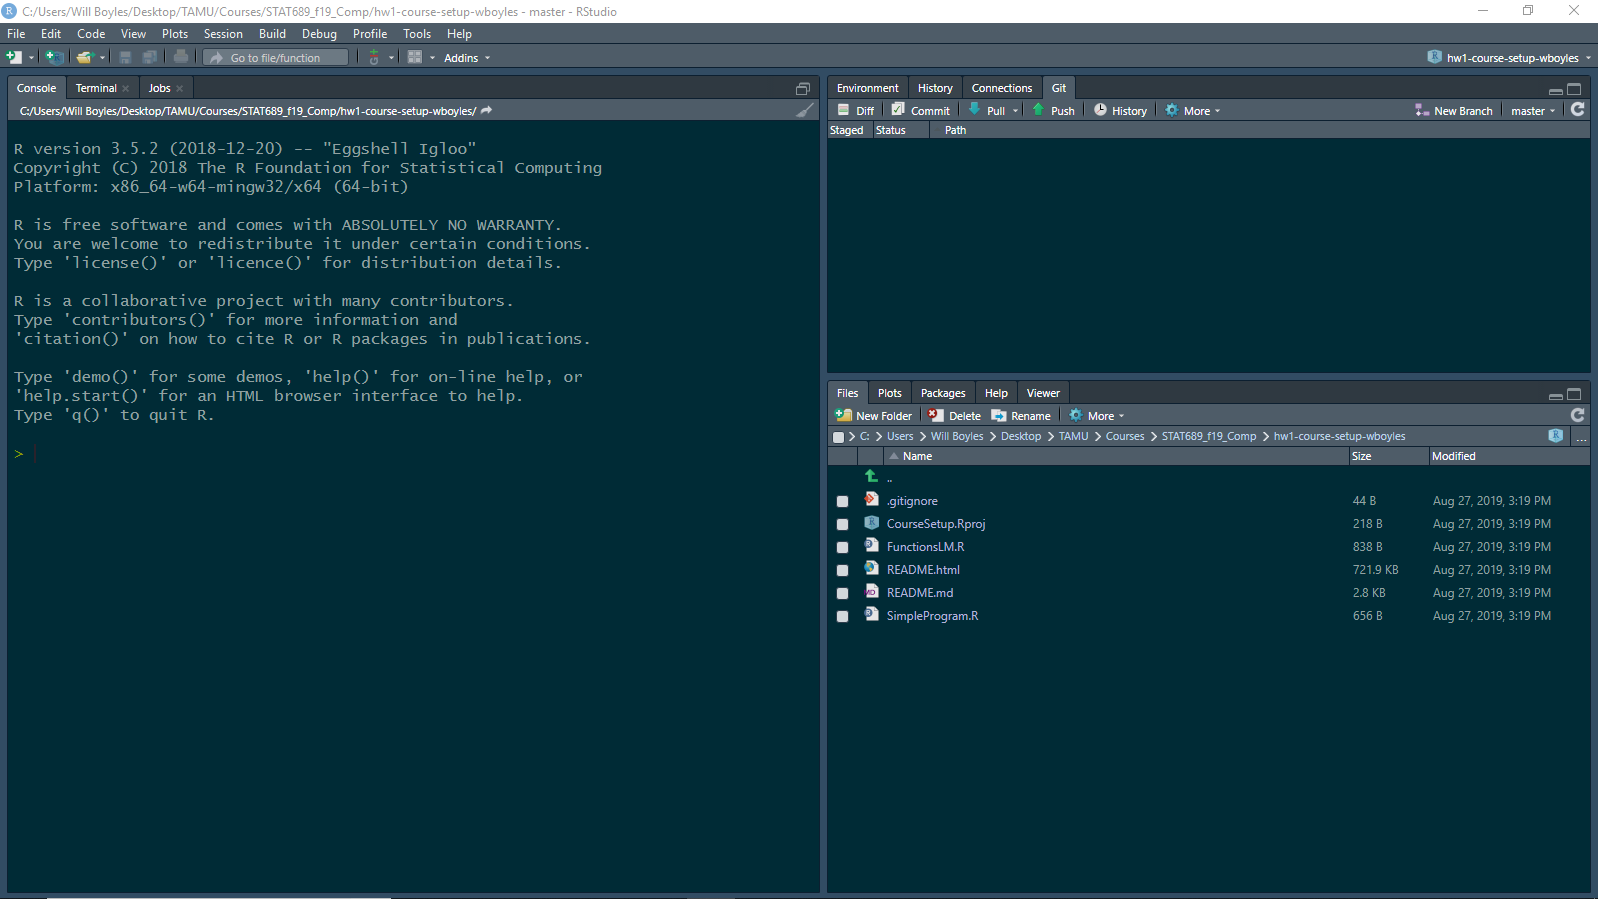 C:/Users/Will Boyles/Desktop/TAMU/Courses/STAT689_f19_Comp/hw1-course-setup-wboyles - master - RStudio
File Edit Code View Plots Session Build Debug Profile Tools Help
Go to file/function Addins hw1-course-setup-wboyles
Console Terminal Jobs
C:/Users/Will Boyles/Desktop/TAMU/Courses/STAT689_f19_Comp/hw1-course-setup-wboyles/
R version 3.5.2 (2018-12-20) -- "Eggshell Igloo"
Copyright (C) 2018 The R Foundation for Statistical Computing
Platform: x86_64-w64-mingw32/x64 (64-bit)
R is free software and comes with ABSOLUTELY NO WARRANTY.
You are welcome to redistribute it under certain conditions.
Type 'license()' or 'licence()' for distribution details.
R is a collaborative project with many contributors.
Type 'contributors()' for more information and
'citation()' on how to cite R or R packages in publications.
Type 'demo()' for some demos, 'help()' for on-line help, or
'help.start()' for an HTML browser interface to help.
Type 'q()' to quit R.
>
Environment History Connections Git
Diff Commit Pull Push History More New Branch master
Staged Status Path
Files Plots Packages Help Viewer
New Folder Delete Rename More
C: > Users > Will Boyles > Desktop > TAMU > Courses > STAT689_f19_Comp > hw1-course-setup-wboyles ...
Name Size Modified
..
.gitignore 44 B Aug 27, 2019, 3:19 PM
CourseSetup.Rproj 218 B Aug 27, 2019, 3:19 PM
FunctionsLM.R 838 B Aug 27, 2019, 3:19 PM
README.html 721.9 KB Aug 27, 2019, 3:19 PM
README.md 2.8 KB Aug 27, 2019, 3:19 PM
SimpleProgram.R 656 B Aug 27, 2019, 3:19 PM